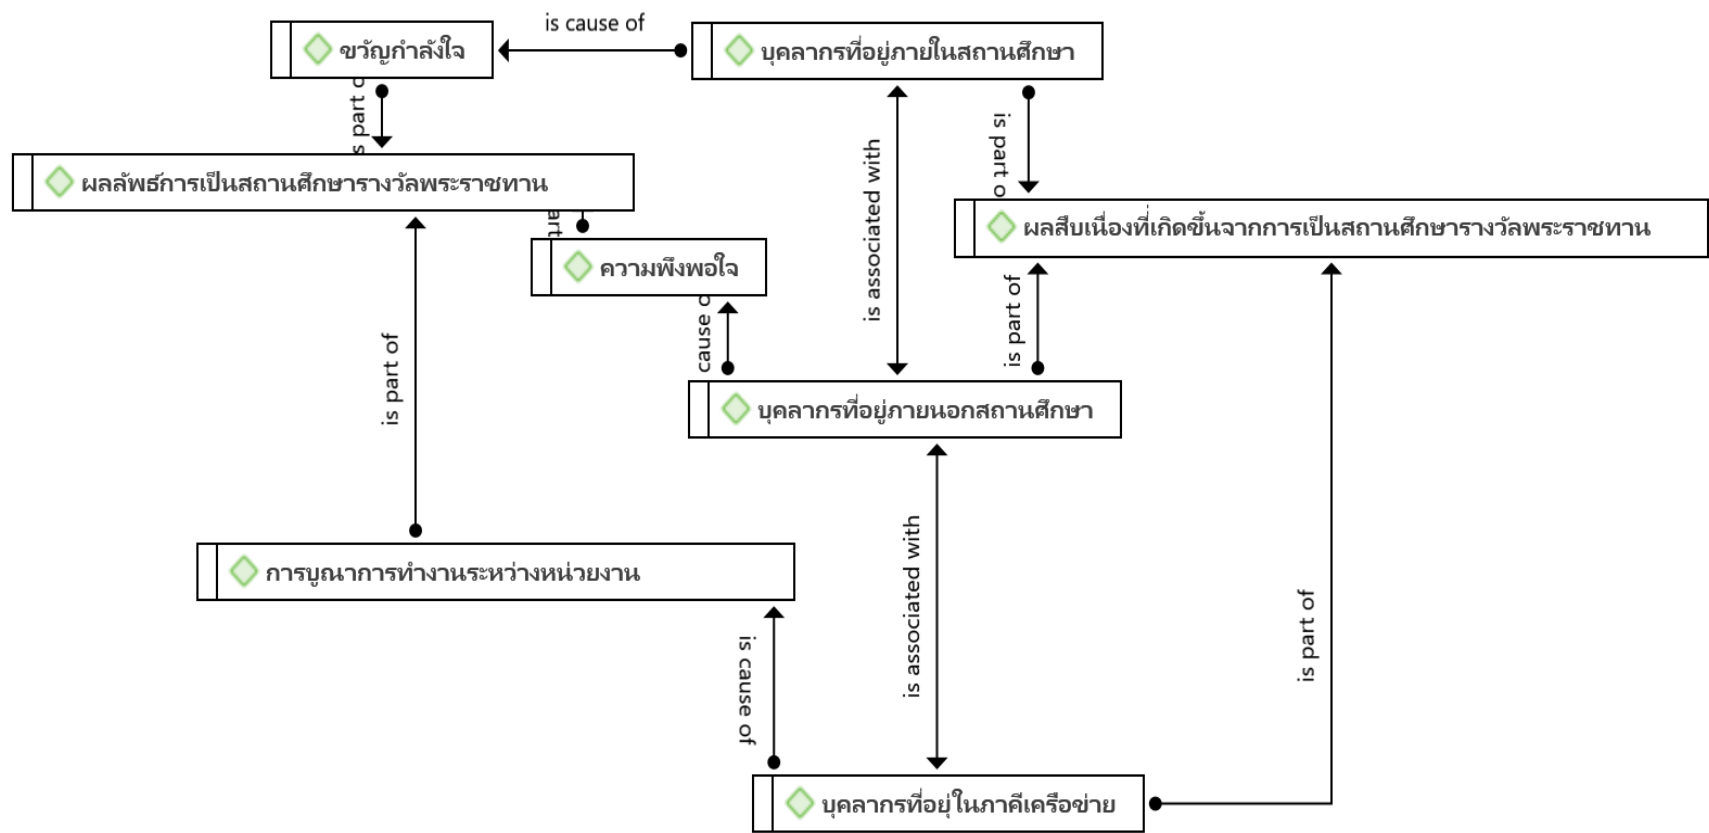 is cause of
ขวัญกำลังใจ
บุคลากรที่อยู่ภายในสถานศึกษา
s part o
is part o
is associated with
ผลลัพธ์การเป็นสถานศึกษารางวัลพระราชทาน
art
ผลสืบเนื่องที่เกิดขึ้นจากการเป็นสถานศึกษารางวัลพระราชทาน
ความพึงพอใจ
cause o
is part of
is part of
บุคลากรที่อยู่ภายนอกสถานศึกษา
การบูณาการทำงานระหว่างหน่วยงาน
is associated with
is cause of
is part of
บุคลากรที่อยุ่ในภาคีเครือข่าย